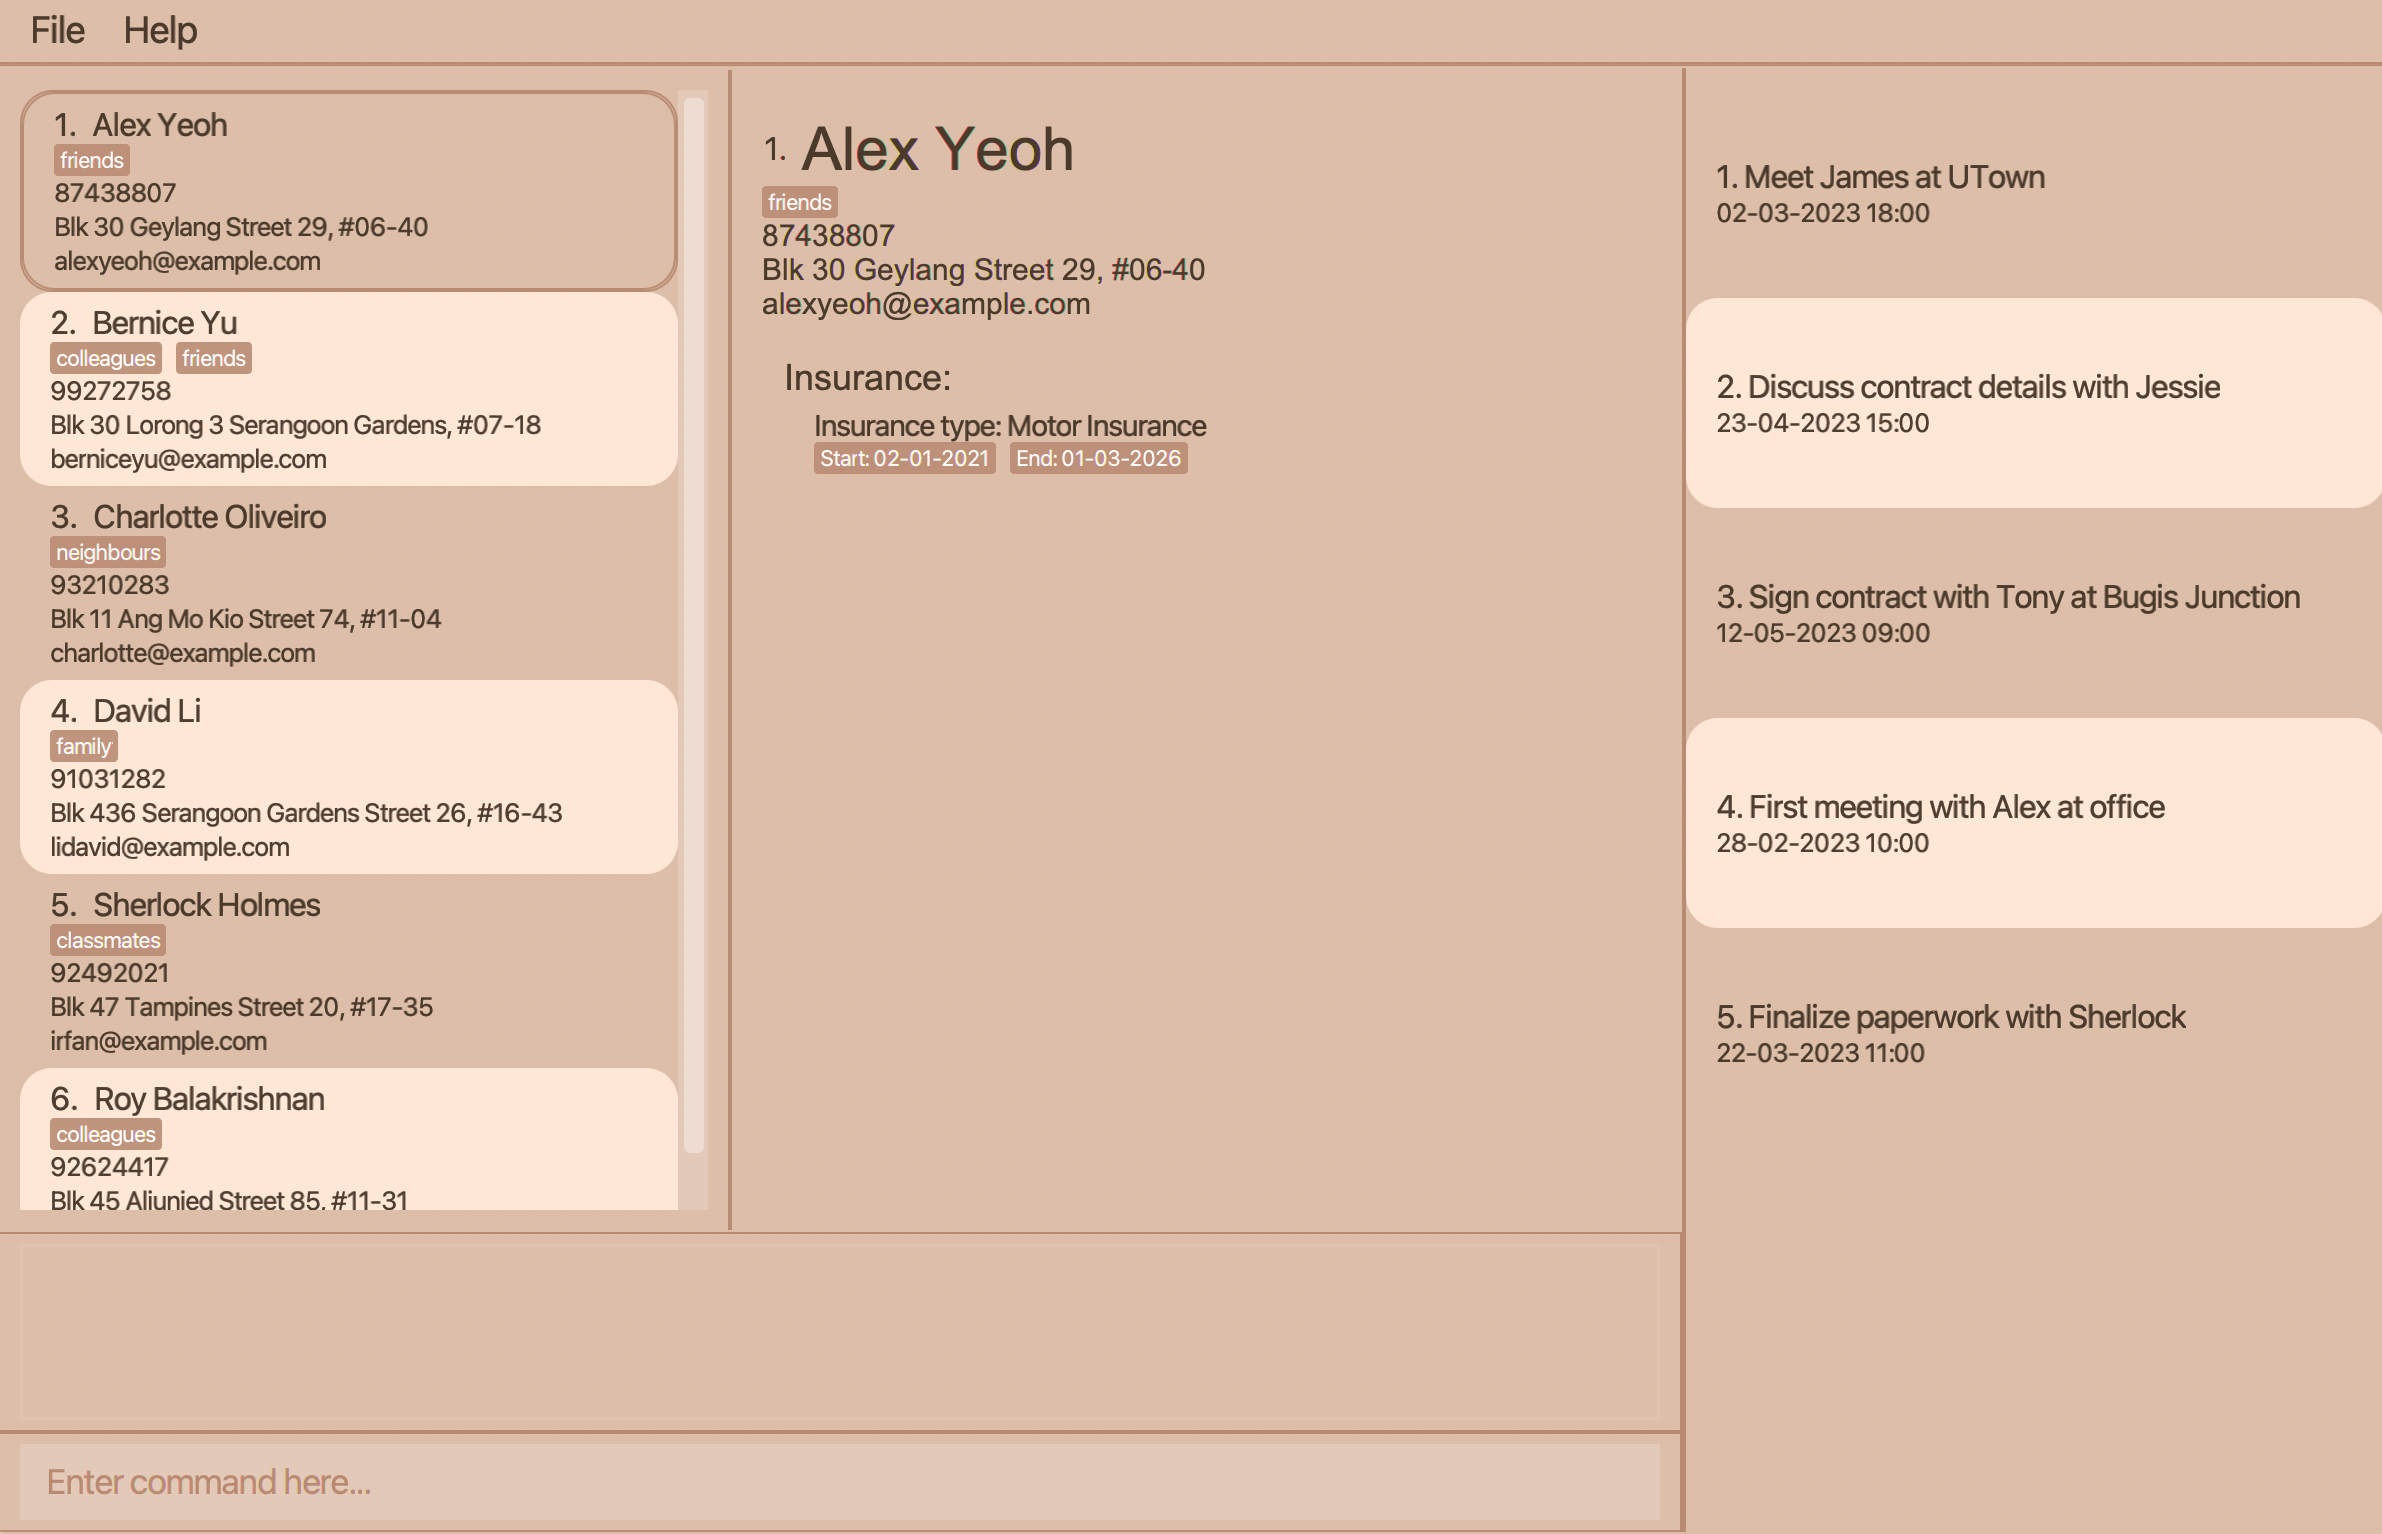 File Help
1. Alex Yeoh
friends
87438807
Blk 30 Geylang Street 29, #06-40
alexyeoh@example.com
2. Bernice Yu
colleagues friends
99272758
Blk 30 Lorong 3 Serangoon Gardens, #07-18
berniceyu@example.com
3. Charlotte Oliveiro
neighbours
93210283
Blk 11 Ang Mo Kio Street 74, #11-04
charlotte@example.com
4. David Li
family
91031282
Blk 436 Serangoon Gardens Street 26, #16-43
lidavid@example.com
5. Sherlock Holmes
classmates
92492021
Blk 47 Tampines Street 20, #17-35
irfan@example.com
6. Roy Balakrishnan
colleagues
92624417
Blk 45 Aljunied Street 85, #11-31
1. Alex Yeoh
friends
87438807
Blk 30 Geylang Street 29, #06-40
alexyeoh@example.com
Insurance:
Insurance type: Motor Insurance
Start: 02-01-2021 End: 01-03-2026
1. Meet James at UTown
02-03-2023 18:00
2. Discuss contract details with Jessie
23-04-2023 15:00
3. Sign contract with Tony at Bugis Junction
12-05-2023 09:00
4. First meeting with Alex at office
28-02-2023 10:00
5. Finalize paperwork with Sherlock
22-03-2023 11:00
Enter command here...